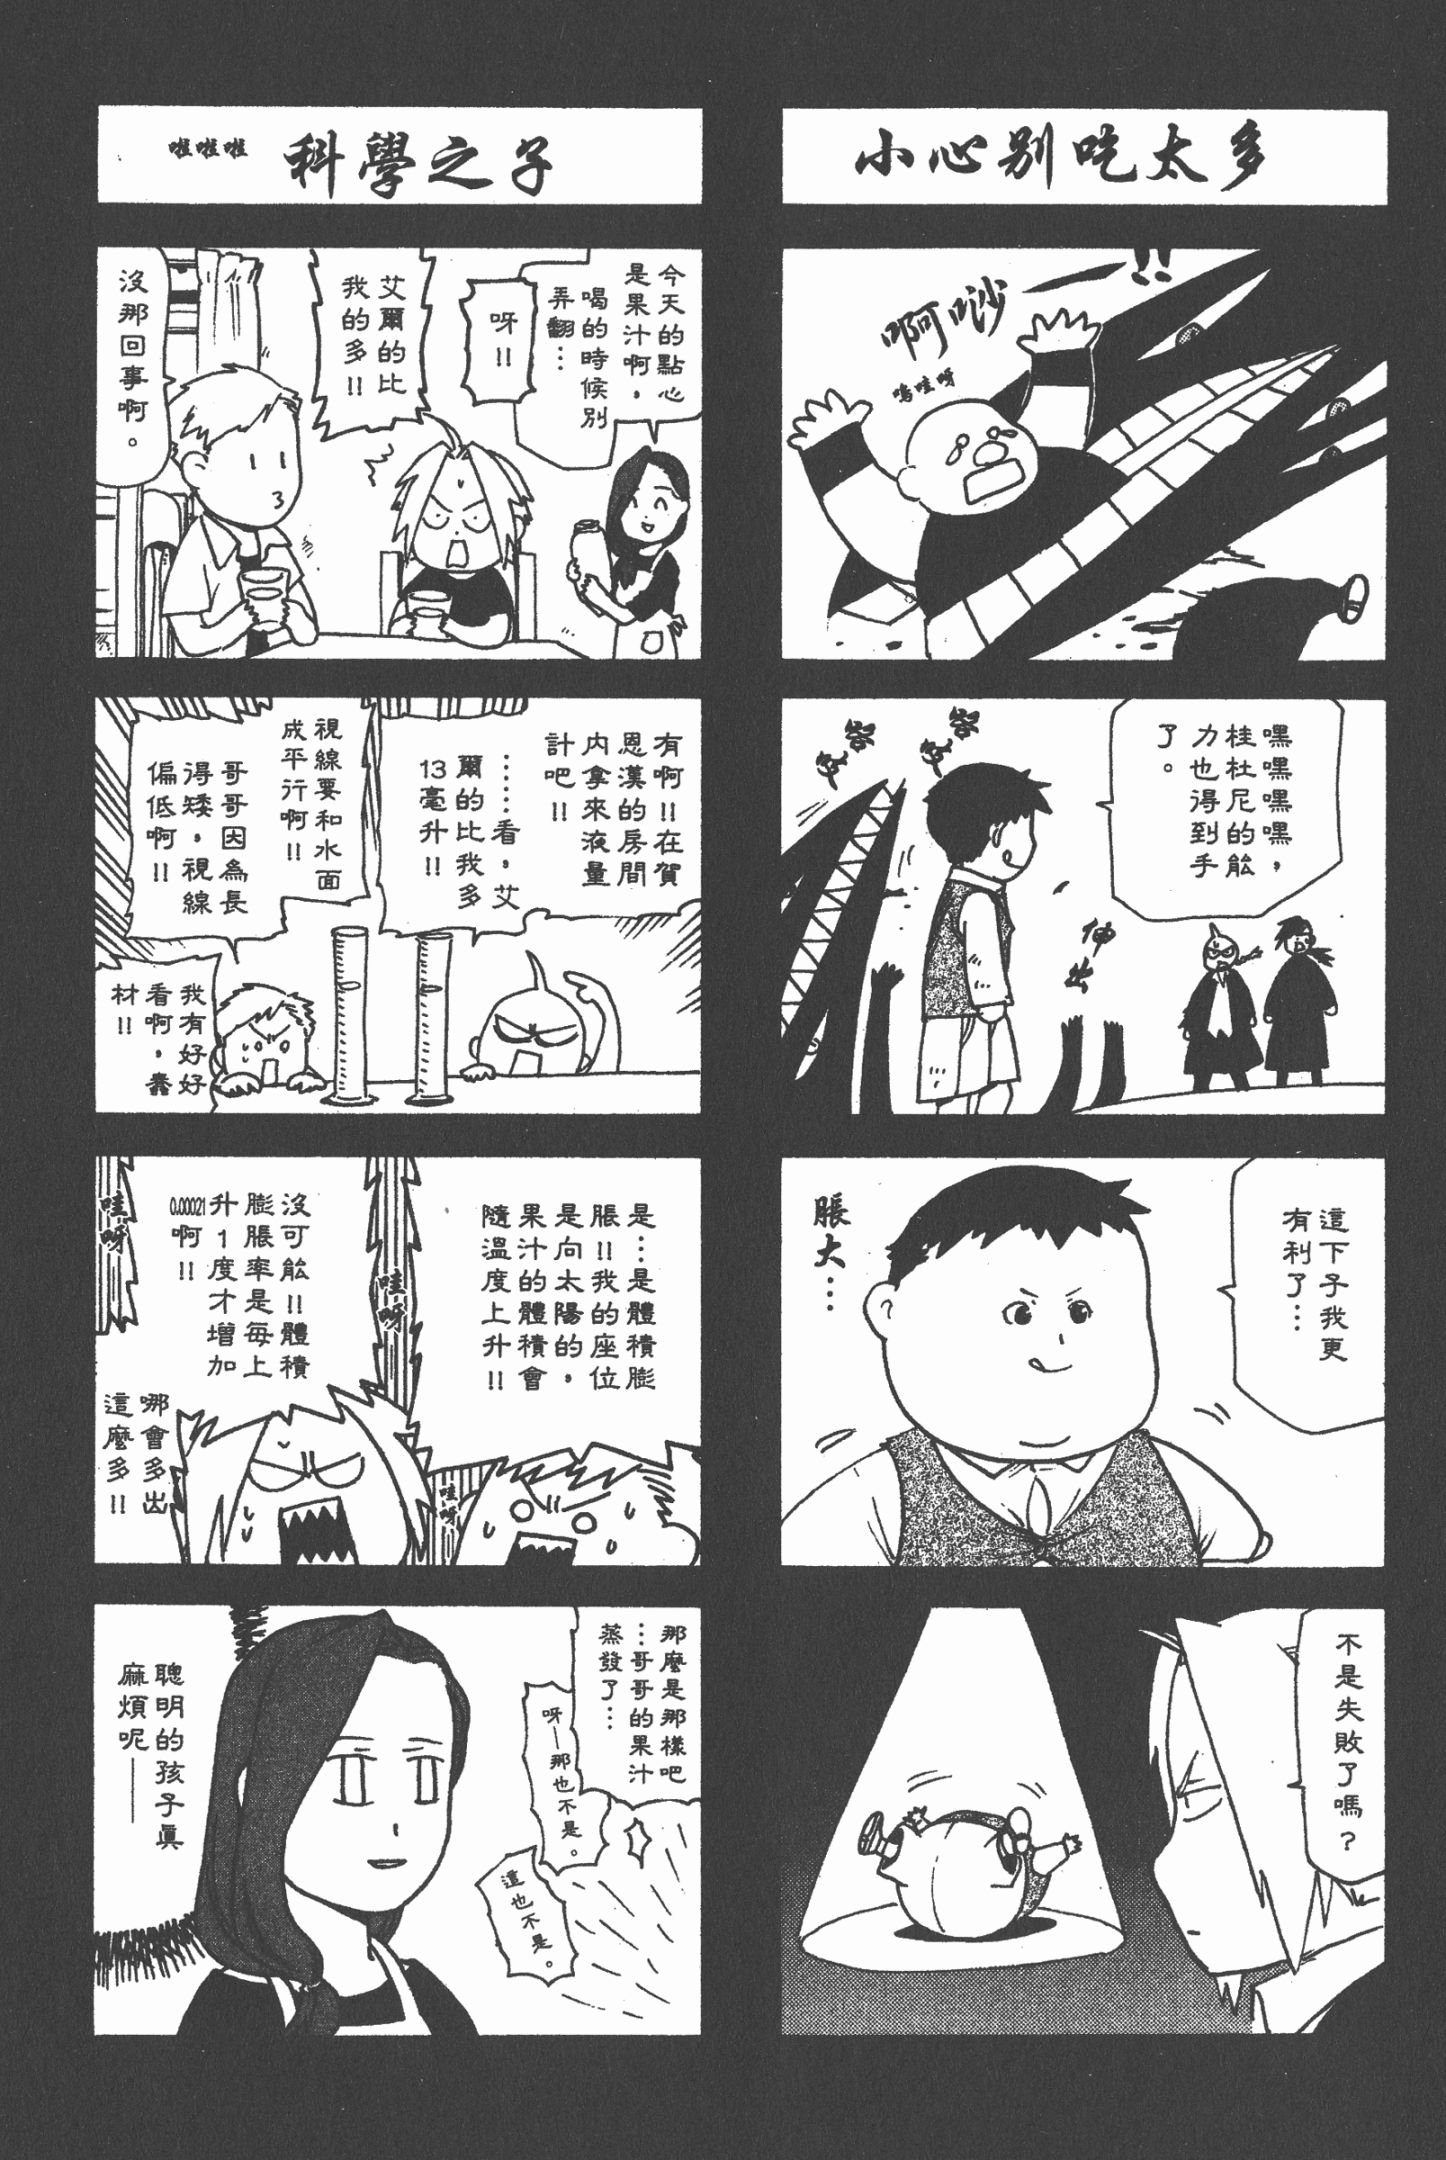 小心別吃太多
!!
啊
嗚哇呀
嘿嘿嘿嘿，
桂杜尼的能
力也得到手
了。
伸出
這下子我更
有利了…
脹大…
不是失敗了嗎？
啦啦啦 科學之子
今天的點心
是果汁啊，
喝的時候別
弄翻…
呀!!
艾爾的比
我的多!!
沒那回事啊。
有啊!!在賀
恩漢的房間
內拿來液量
計吧!!
……看，艾
爾的比我多
13毫升!!
視線要和水面
成平行啊!!
哥哥因為長
得矮，視線
偏低啊!!
我有好好
看啊，蠢
材!!
是…是體積膨
脹!!我的座位
是向太陽的，
果汁的體積會
隨溫度上升!!
哇呀
沒可能!!體積
膨脹率是每上
升1度才增加
0.00021啊!!
哇呀
哪會多出
這麼多!!
哇呀
那麼是那樣吧
…哥哥的果汁
蒸發了…
呀—那也不是。
這也不是。
聰明的孩子真
麻煩呢——